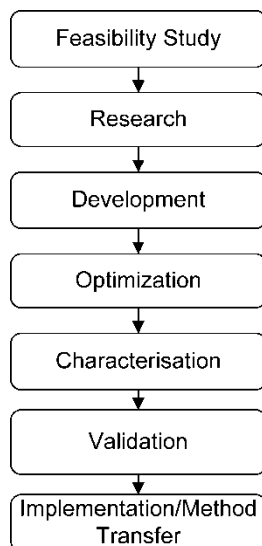 Feasibility Study
Research
Development
Optimization
Characterisation
Validation
Implementation/Method
Transfer